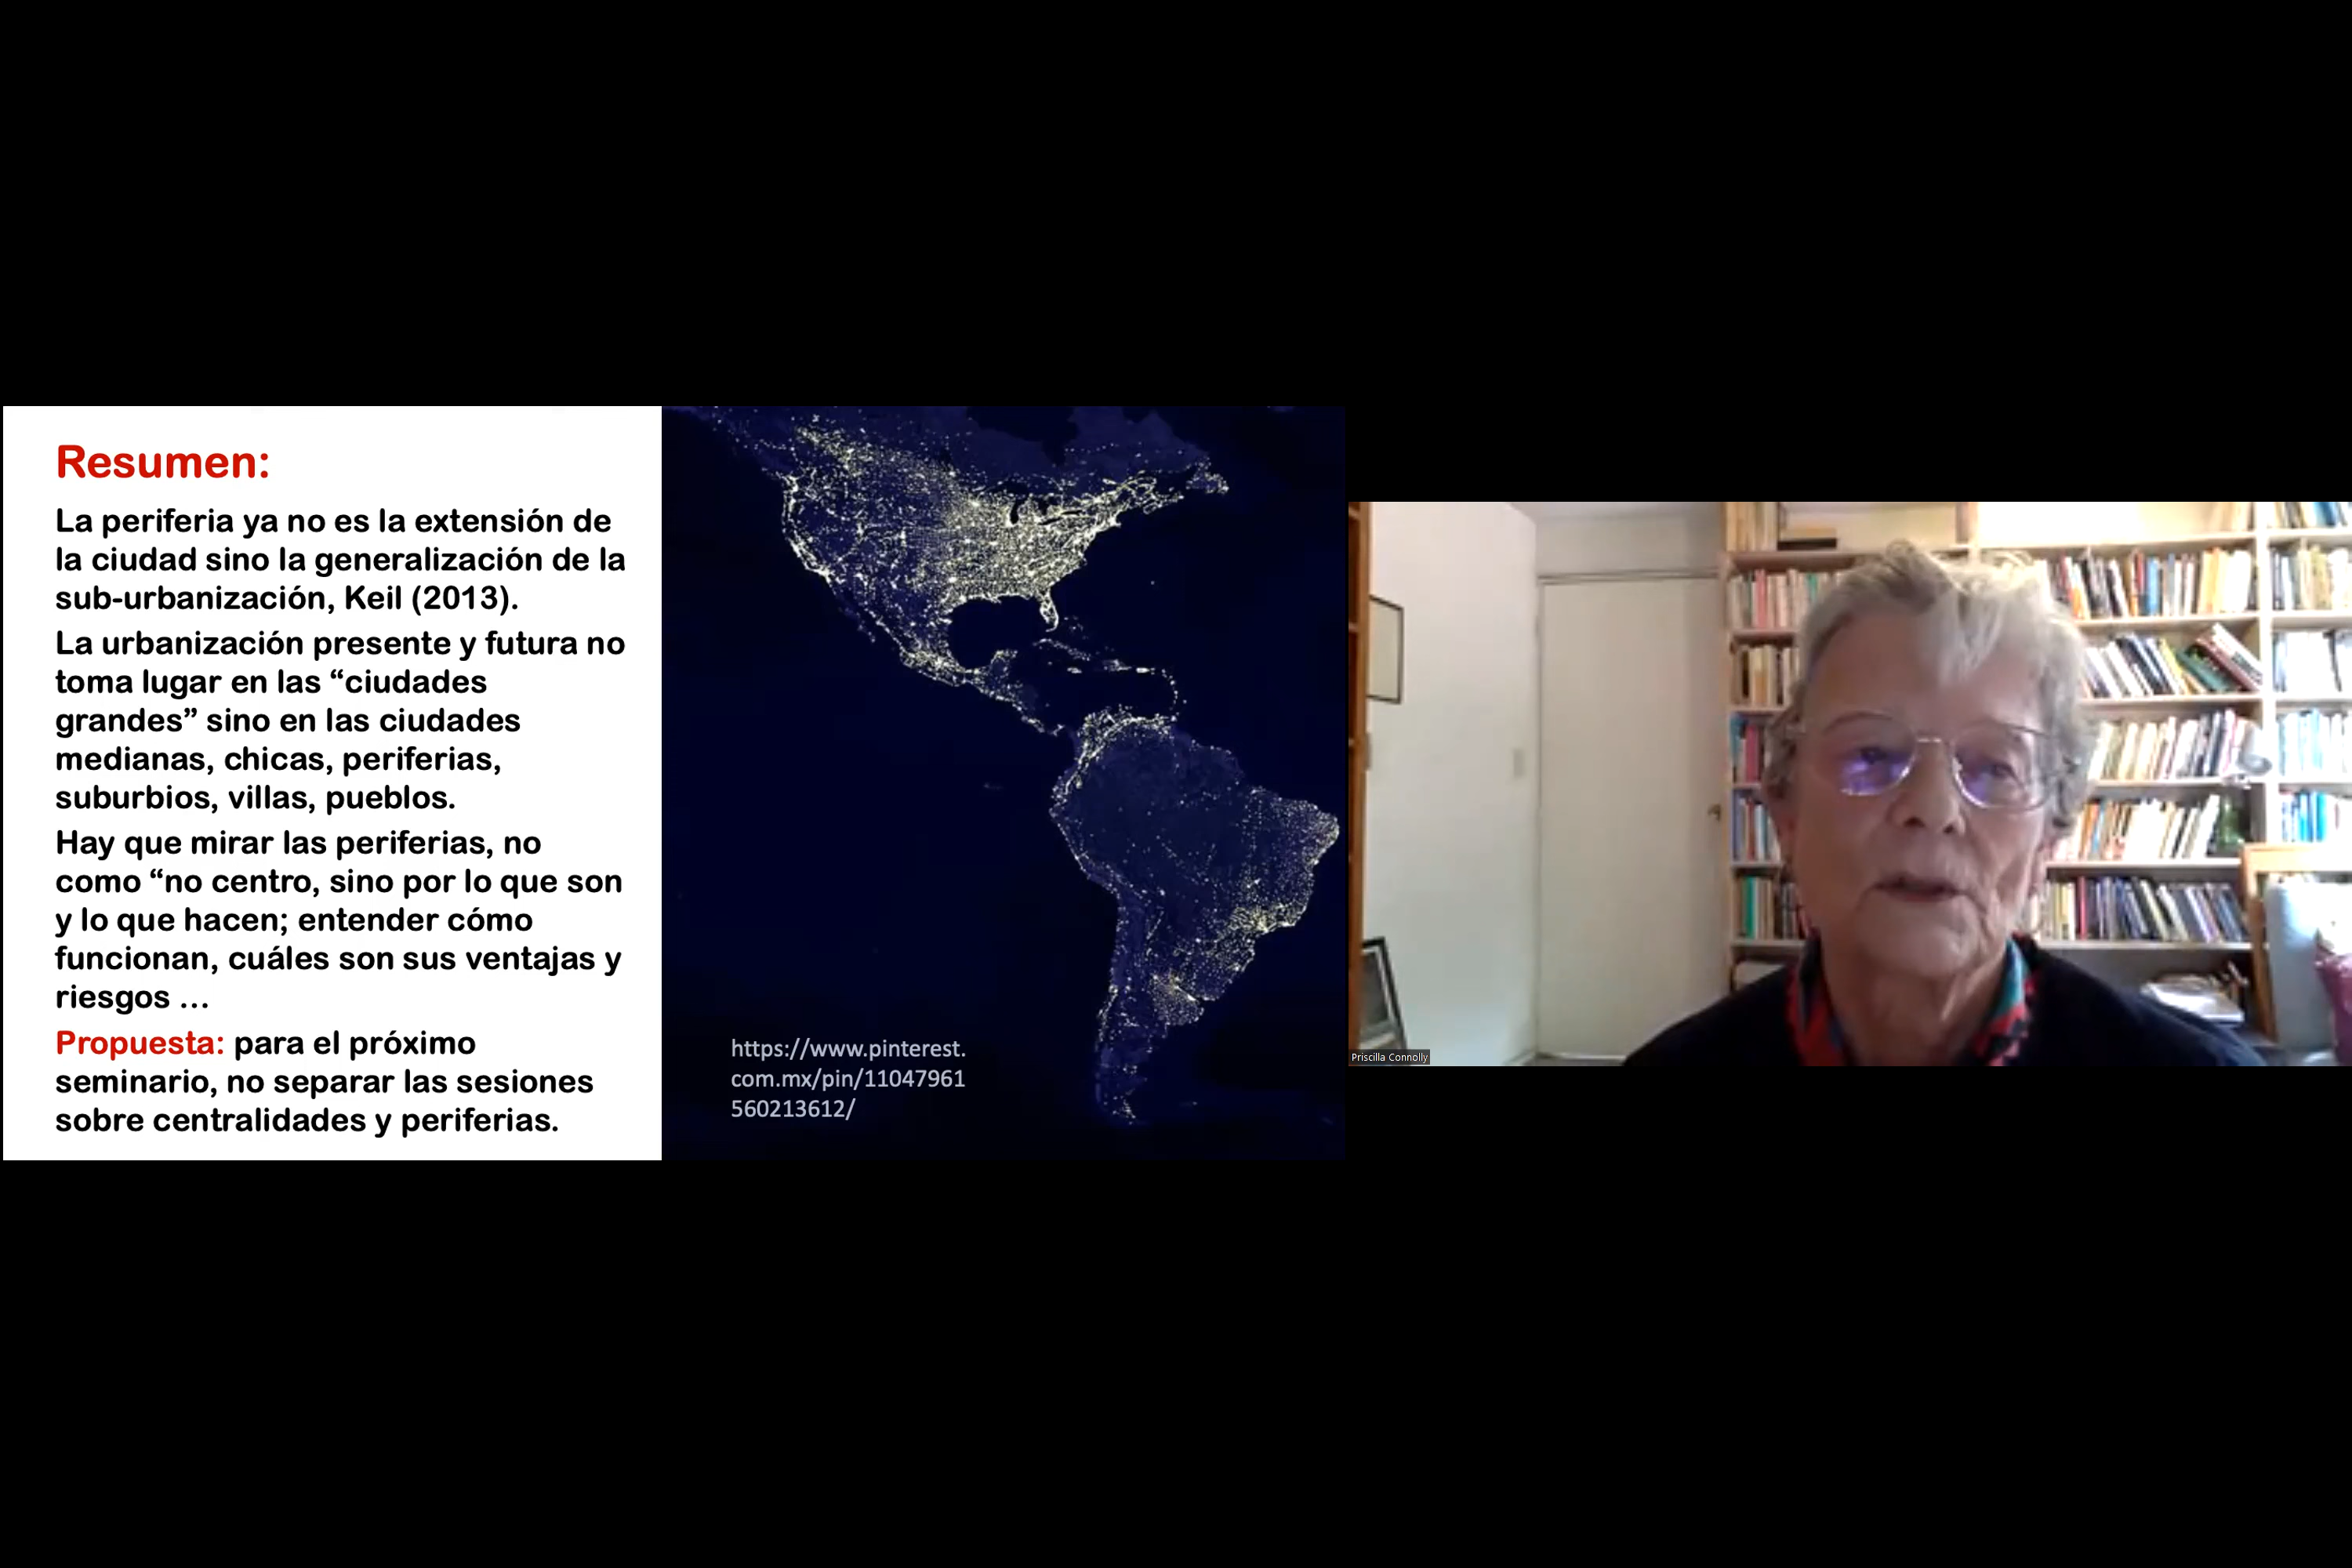 Resumen:
La periferia ya no es la extensión de
la ciudad sino la generalización de la
sub-urbanización, Keil (2013).
La urbanización presente y futura no
toma lugar en las “ciudades
grandes” sino en las ciudades
medianas, chicas, periferias,
suburbios, villas, pueblos.
Hay que mirar las periferias, no
como “no centro, sino por lo que son
y lo que hacen; entender cómo
funcionan, cuáles son sus ventajas y
riesgos ...
Propuesta: para el próximo
seminario, no separar las sesiones
sobre centralidades y periferias.
https://www.pinterest.
com.mx/pin/11047961
560213612/
Priscilla Connolly